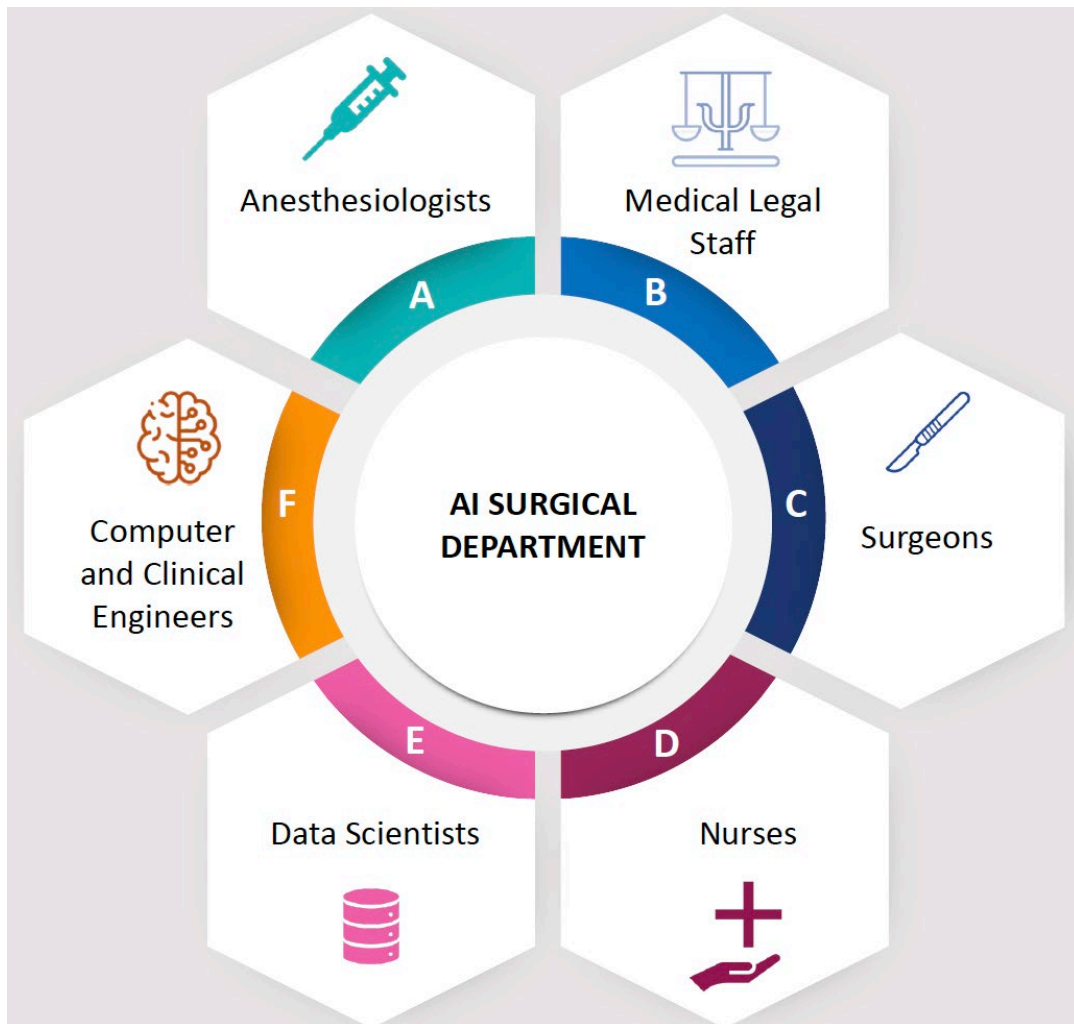 Anesthesiologists
A
Medical Legal
Staff
B
Surgeons
C
Nurses
D
Data Scientists
E
Computer
and Clinical
Engineers
F
AI SURGICAL
DEPARTMENT